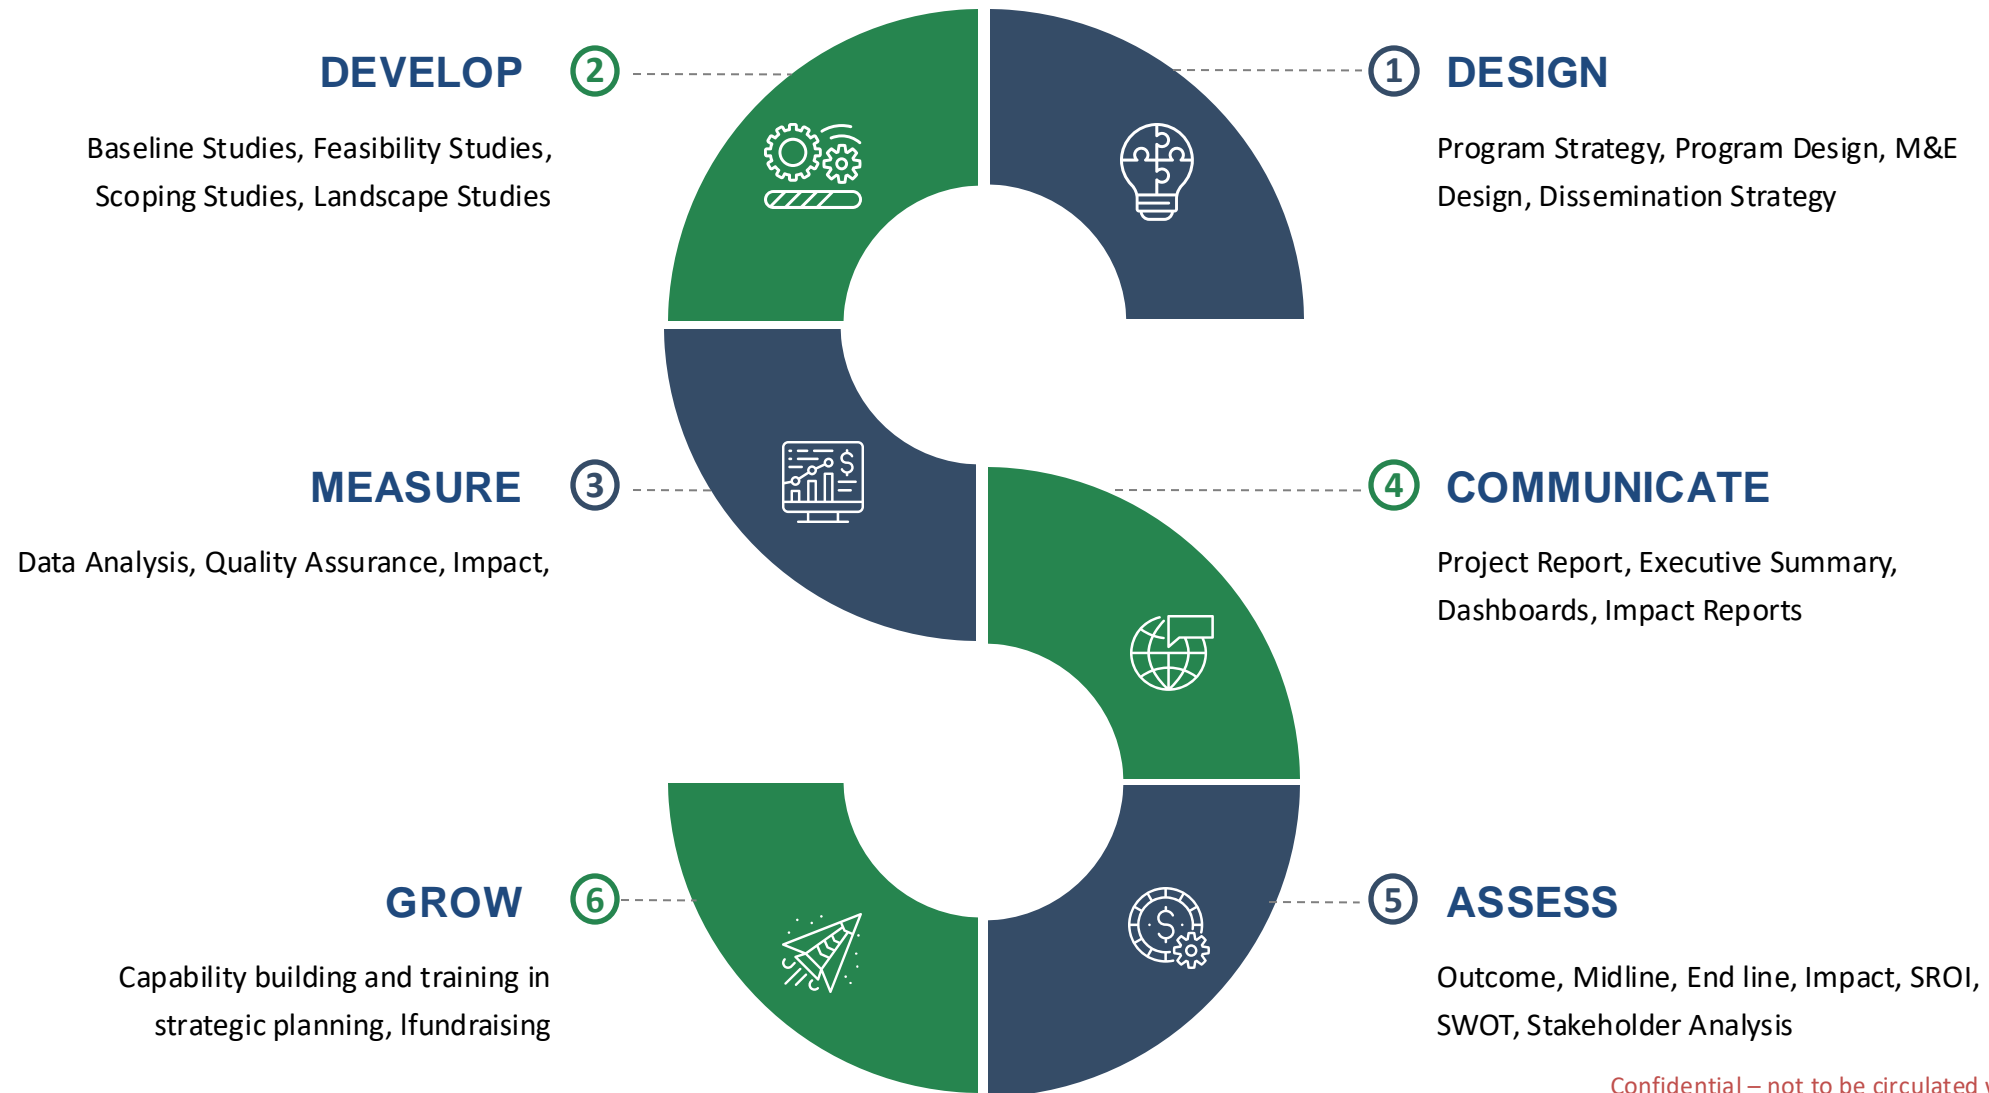 1 DESIGN
Program Strategy, Program Design, M&E
Design, Dissemination Strategy
DEVELOP 2
Baseline Studies, Feasibility Studies,
Scoping Studies, Landscape Studies
MEASURE 3
Data Analysis, Quality Assurance, Impact,
4 COMMUNICATE
Project Report, Executive Summary,
Dashboards, Impact Reports
5 ASSESS
Outcome, Midline, End line, Impact, SROI,
SWOT, Stakeholder Analysis
GROW 6
Capability building and training in
strategic planning, lfundraising
Confidential – not to be circulated